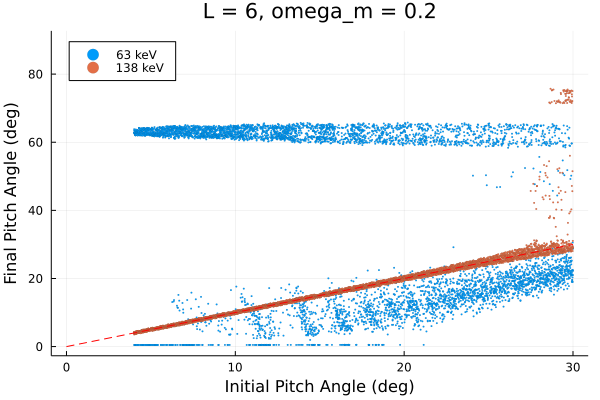 L = 6, omega_m = 0.2
63 keV
138 keV
Final Pitch Angle (deg)
80
60
40
20
0
0 10 20 30
Initial Pitch Angle (deg)